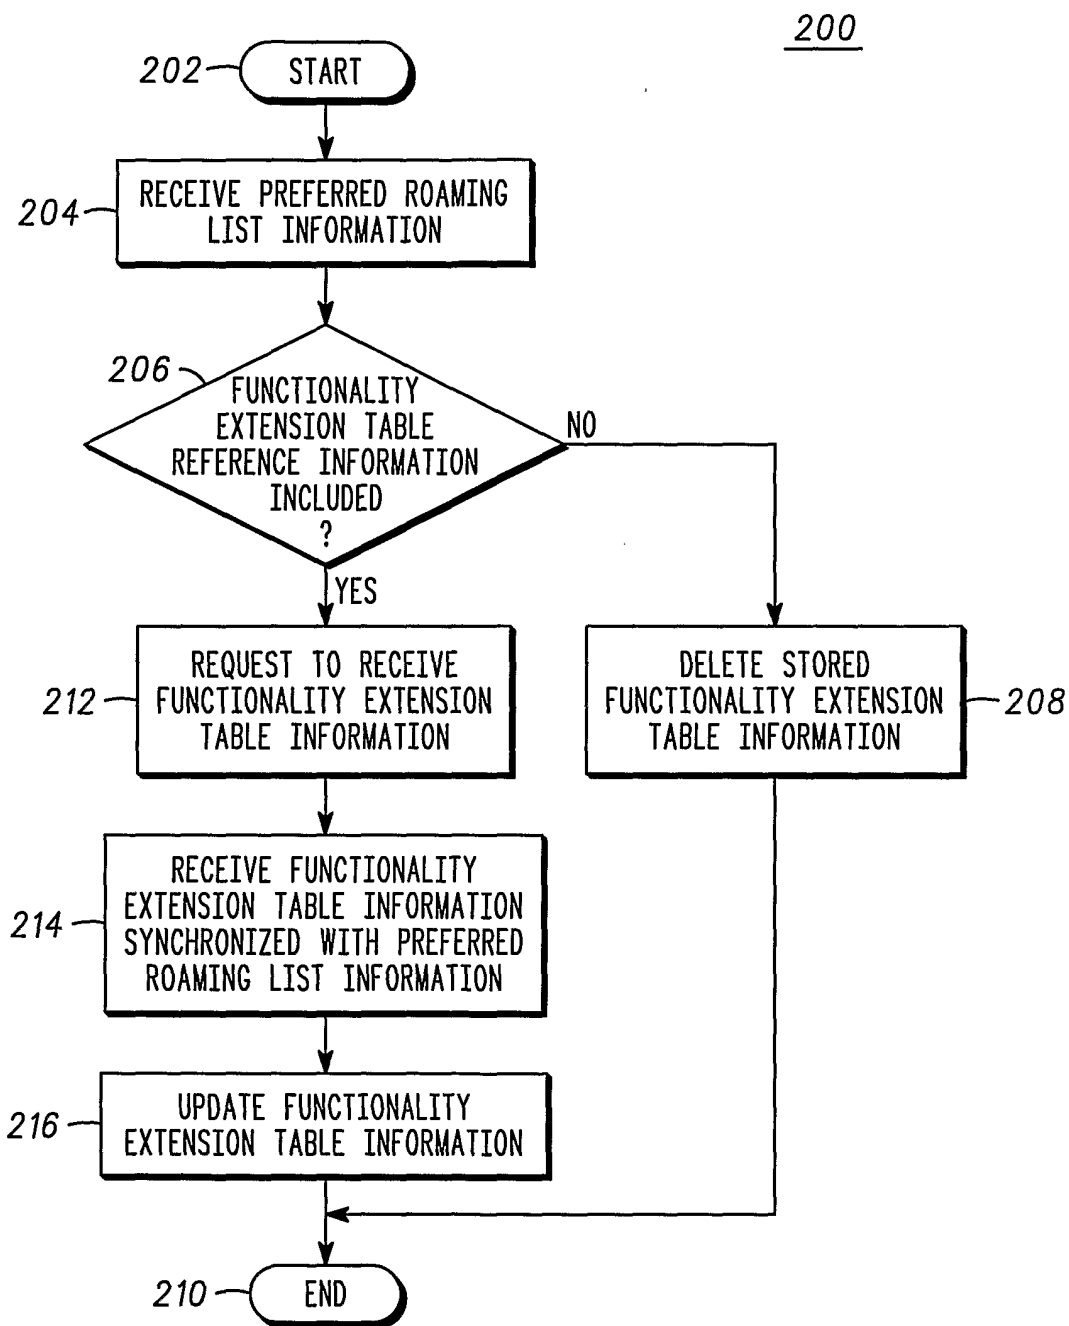 200
202
START
204
RECEIVE PREFERRED ROAMING
LIST INFORMATION
206
FUNCTIONALITY
EXTENSION TABLE
REFERENCE INFORMATION
INCLUDED
?
NO
YES
212
REQUEST TO RECEIVE
FUNCTIONALITY EXTENSION
TABLE INFORMATION
DELETE STORED
FUNCTIONALITY EXTENSION
TABLE INFORMATION
208
214
RECEIVE FUNCTIONALITY
EXTENSION TABLE INFORMATION
SYNCHRONIZED WITH PREFERRED
ROAMING LIST INFORMATION
216
UPDATE FUNCTIONALITY
EXTENSION TABLE INFORMATION
210
END